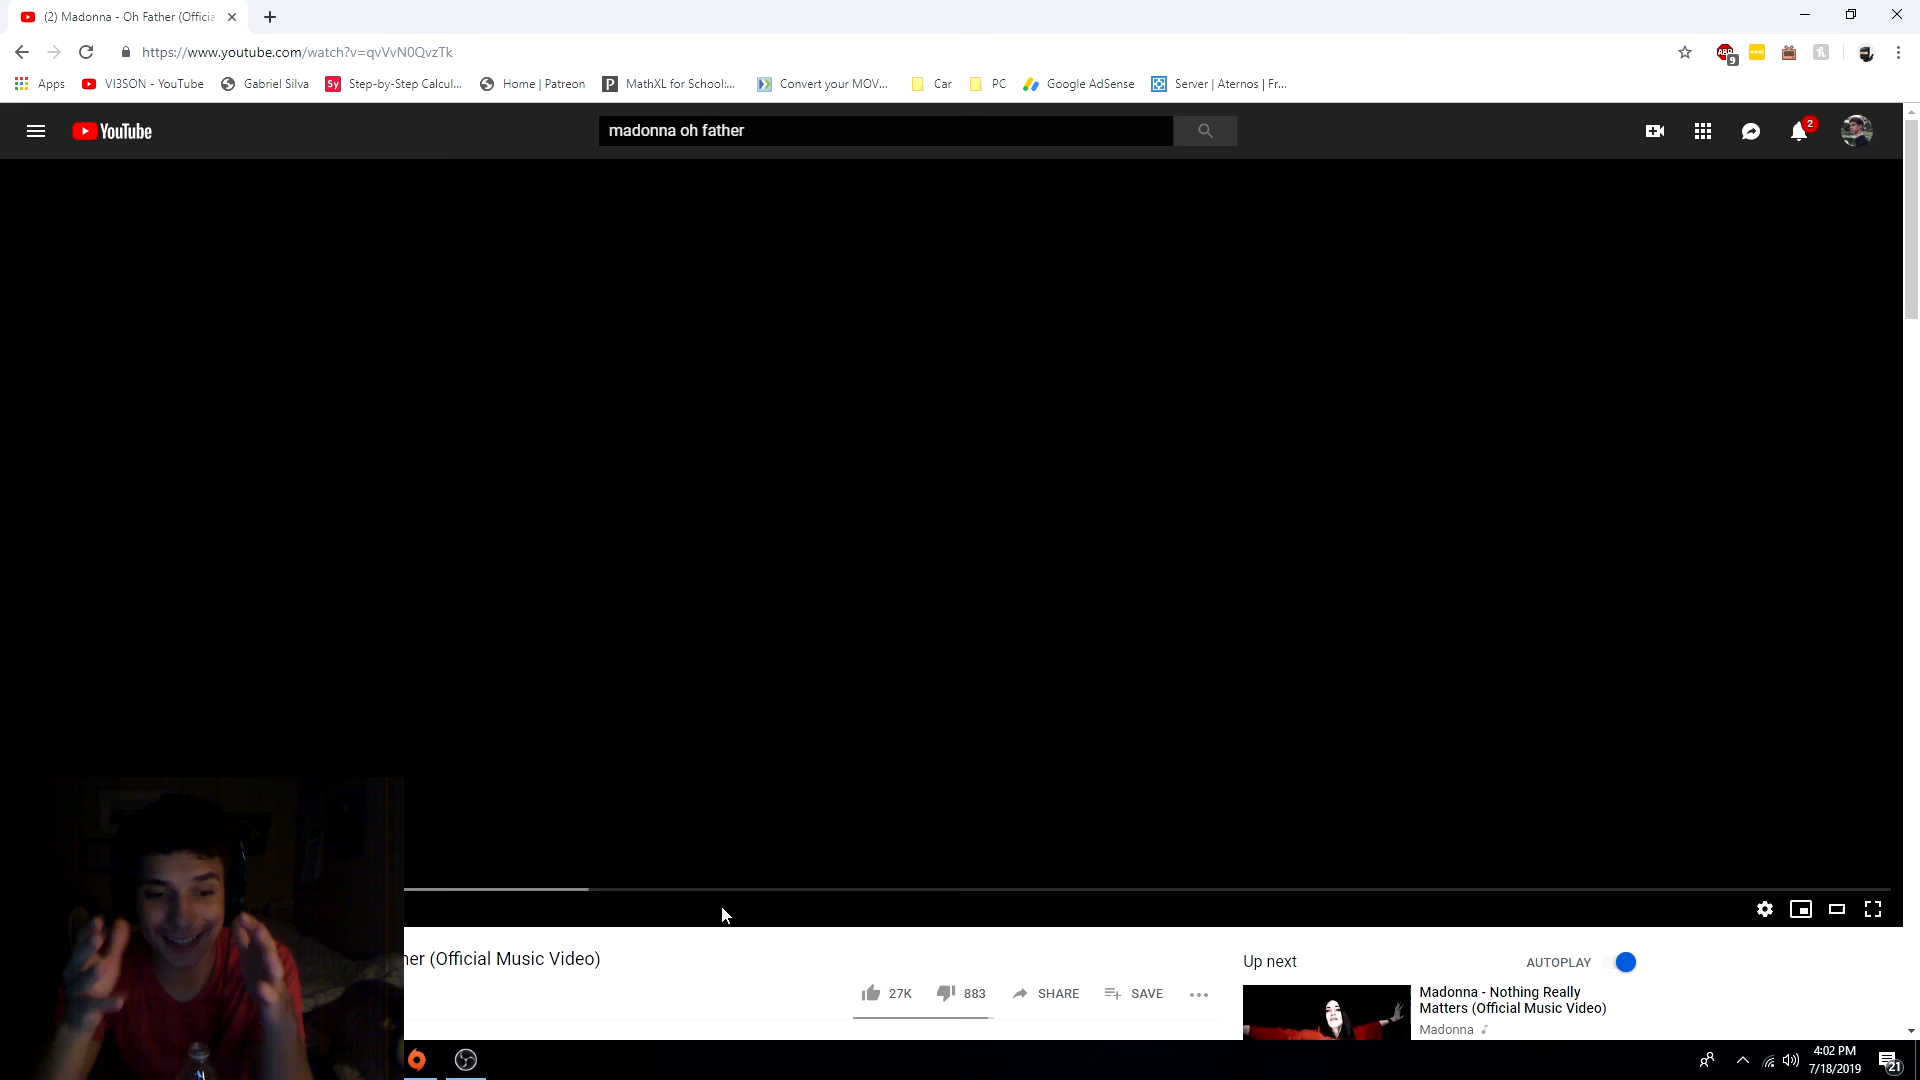 (2) Madonna - Oh Father (Officia
https://www.youtube.com/watch?v=qvVvN0QvzTk
ABP
9
Apps
VI3SON - YouTube
Gabriel Silva
Sy
Step-by-Step Calcul...
Home | Patreon
P
MathXL for School:...
Convert your MOV...
Car
PC
Google AdSense
Server | Aternos | Fr...
YouTube
madonna oh father
2
her (Official Music Video)
27K
883
SHARE
SAVE
Up next
AUTOPLAY
Madonna - Nothing Really
Matters (Official Music Video)
Madonna
4:02 PM
7/18/2019
21